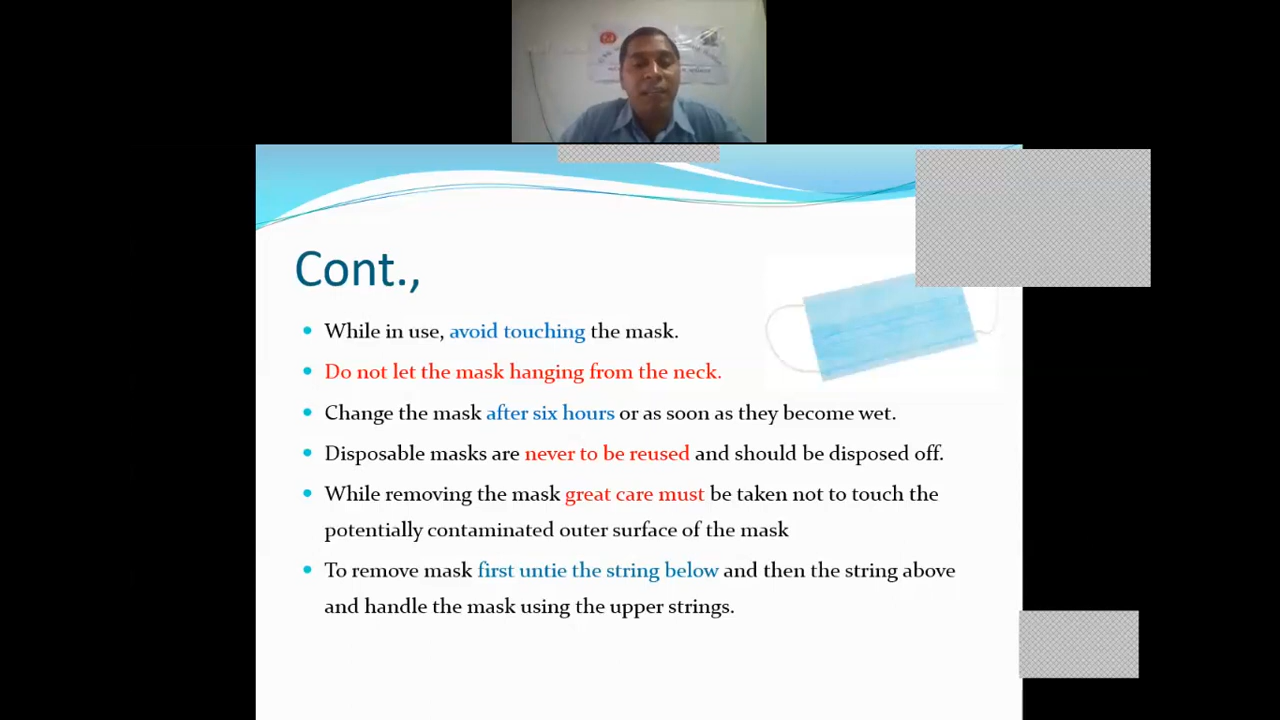 Cont.,
• While in use, avoid touching the mask.
• Do not let the mask hanging from the neck.
• Change the mask after six hours or as soon as they become wet.
• Disposable masks are never to be reused and should be disposed off.
• While removing the mask great care must be taken not to touch the
potentially contaminated outer surface of the mask
• To remove mask first untie the string below and then the string above
and handle the mask using the upper strings.